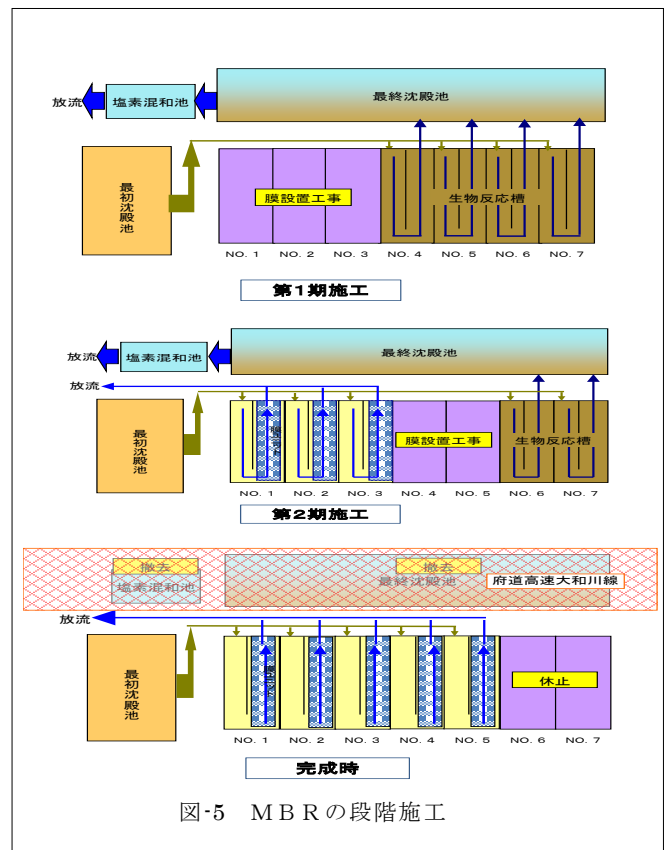 最終沈殿池
放流
塩素混和池
最初沈殿池
膜設置工事
生物反応槽
NO. 1 NO. 2 NO. 3 NO. 4 NO. 5 NO. 6 NO. 7
第1期施工
最終沈殿池
放流
塩素混和池
放流
最初沈殿池
膜設置工事
生物反応槽
NO. 1 NO. 2 NO. 3 NO. 4 NO. 5 NO. 6 NO. 7
第2期施工
撤去
撤去
塩素混和池
最終沈殿池
府道高速大和川線
放流
最初沈殿池
休止
NO. 1 NO. 2 NO. 3 NO. 4 NO. 5 NO. 6 NO. 7
完成時
図-5 MBRの段階施工